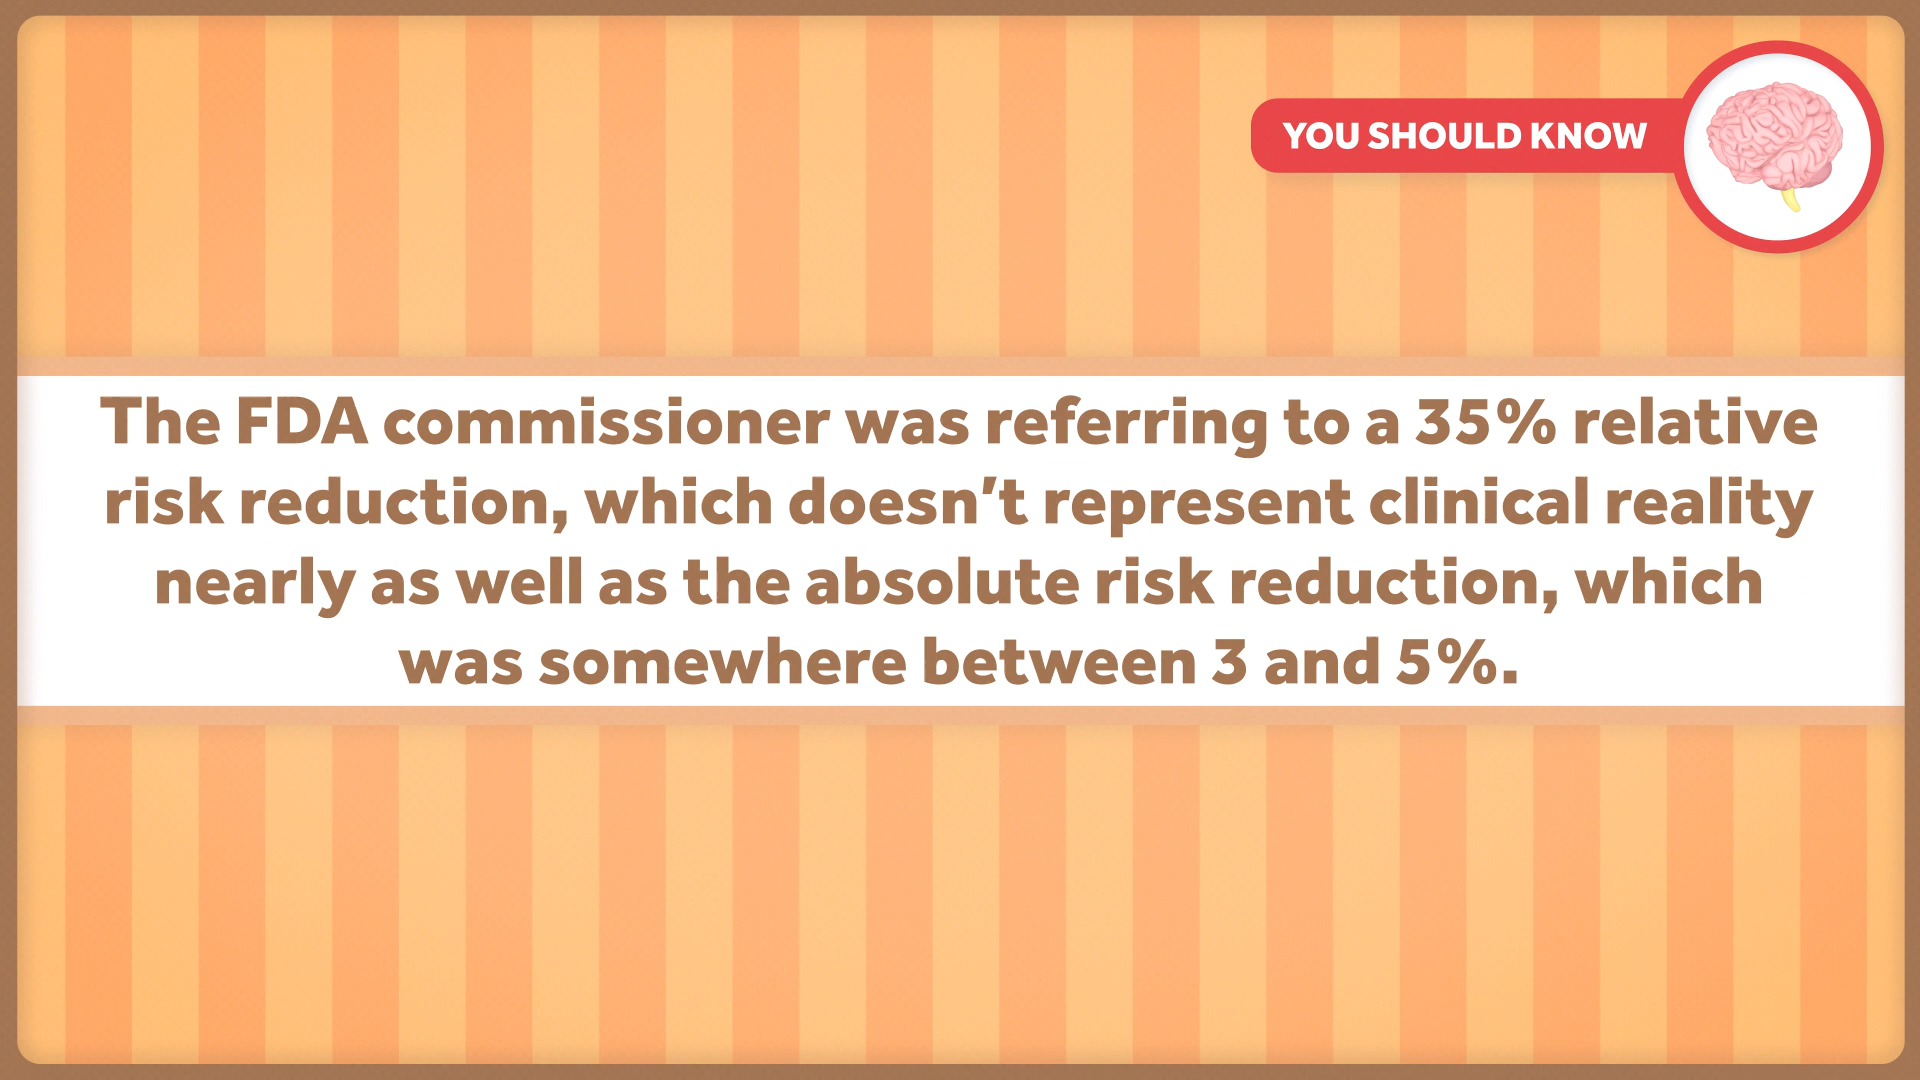 YOU SHOULD KNOW
The FDA commissioner was referring to a 35% relative
risk reduction, which doesn’t represent clinical reality
nearly as well as the absolute risk reduction, which
was somewhere between 3 and 5%.